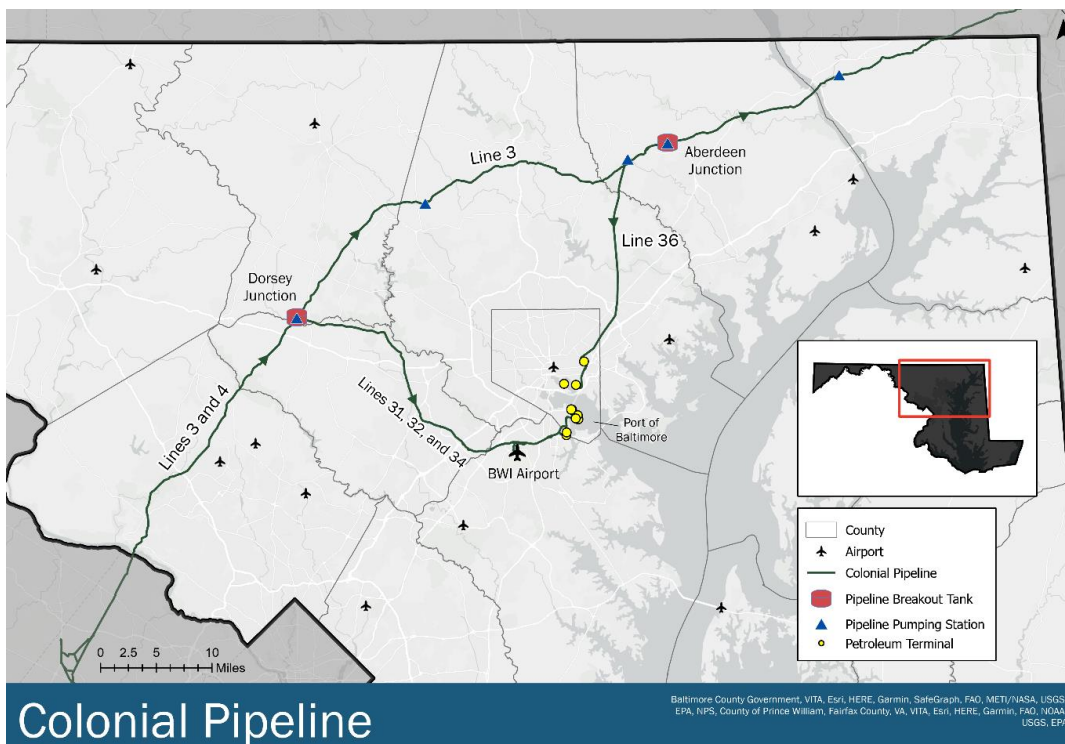 Line 3
Aberdeen
Junction
Line 36
Dorsey
Junction
Lines 3 and 4
Lines 31, 32, and 34
Port of
Baltimore
BWI Airport
County
Airport
Colonial Pipeline
Pipeline Breakout Tank
Pipeline Pumping Station
Petroleum Terminal
0 2.5 5 10
Miles
Colonial Pipeline
Baltimore County Government, VITA, Esri, HERE, Garmin, SafeGraph, FAO, METI/NASA, USGS,
EPA, NPS, County of Prince William, Fairfax County, VA, VITA, Esri, HERE, Garmin, FAO, NOAA,
USGS, EPA